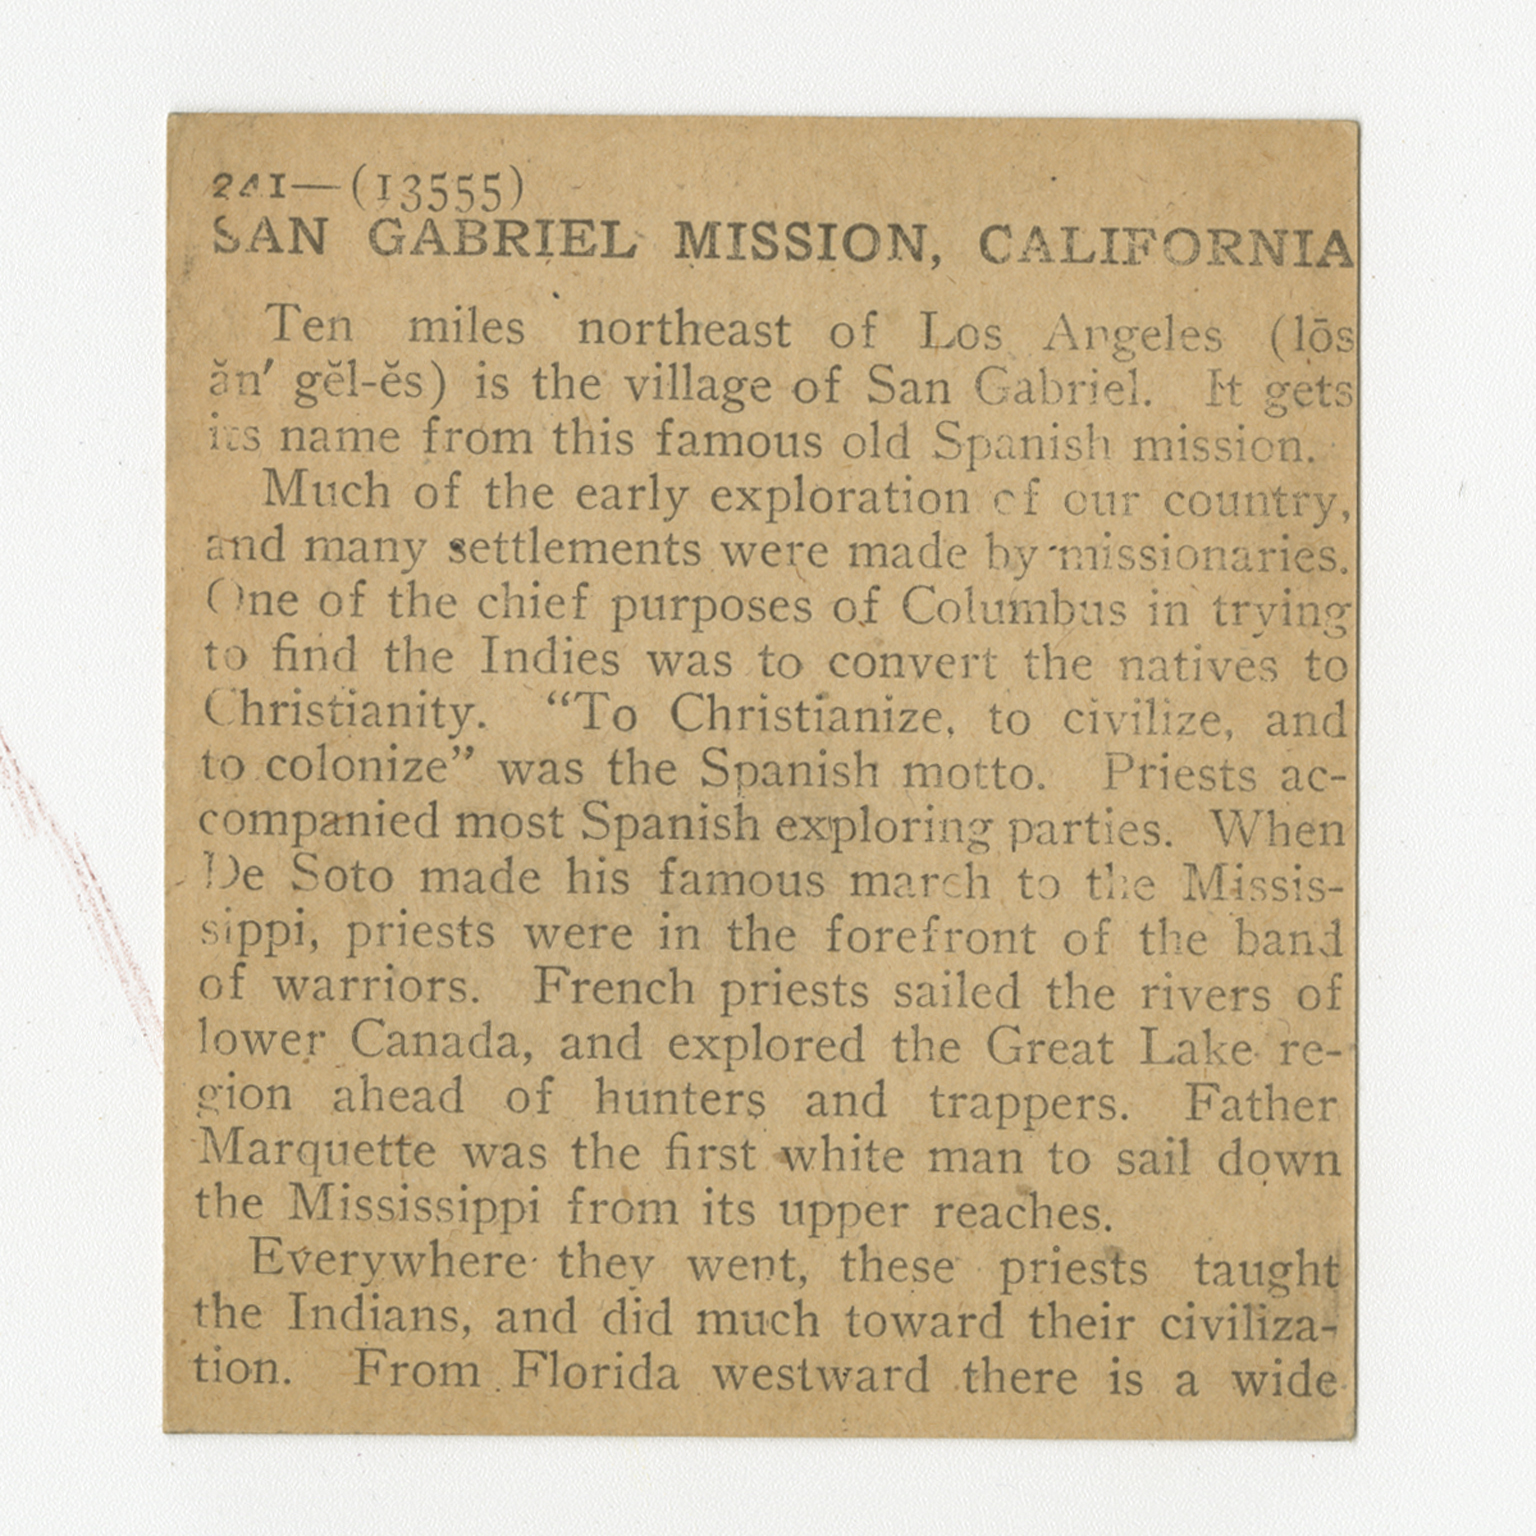 241—(13555)
SAN GABRIEL MISSION, CALIFORNIA
Ten miles northeast of Los Angeles (lōs
ăn′ gĕl-ĕs) is the village of San Gabriel. It gets
its name from this famous old Spanish mission.
Much of the early exploration of our country,
and many settlements were made by missionaries.
One of the chief purposes of Columbus in trying
to find the Indies was to convert the natives to
Christianity. “To Christianize, to civilize, and
to colonize” was the Spanish motto. Priests ac-
companied most Spanish exploring parties. When
De Soto made his famous march to the Missis-
sippi, priests were in the forefront of the band
of warriors. French priests sailed the rivers of
lower Canada, and explored the Great Lake re-
gion ahead of hunters and trappers. Father
Marquette was the first white man to sail down
the Mississippi from its upper reaches.
Everywhere they went, these priests taught
the Indians, and did much toward their civiliza-
tion. From Florida westward there is a wide